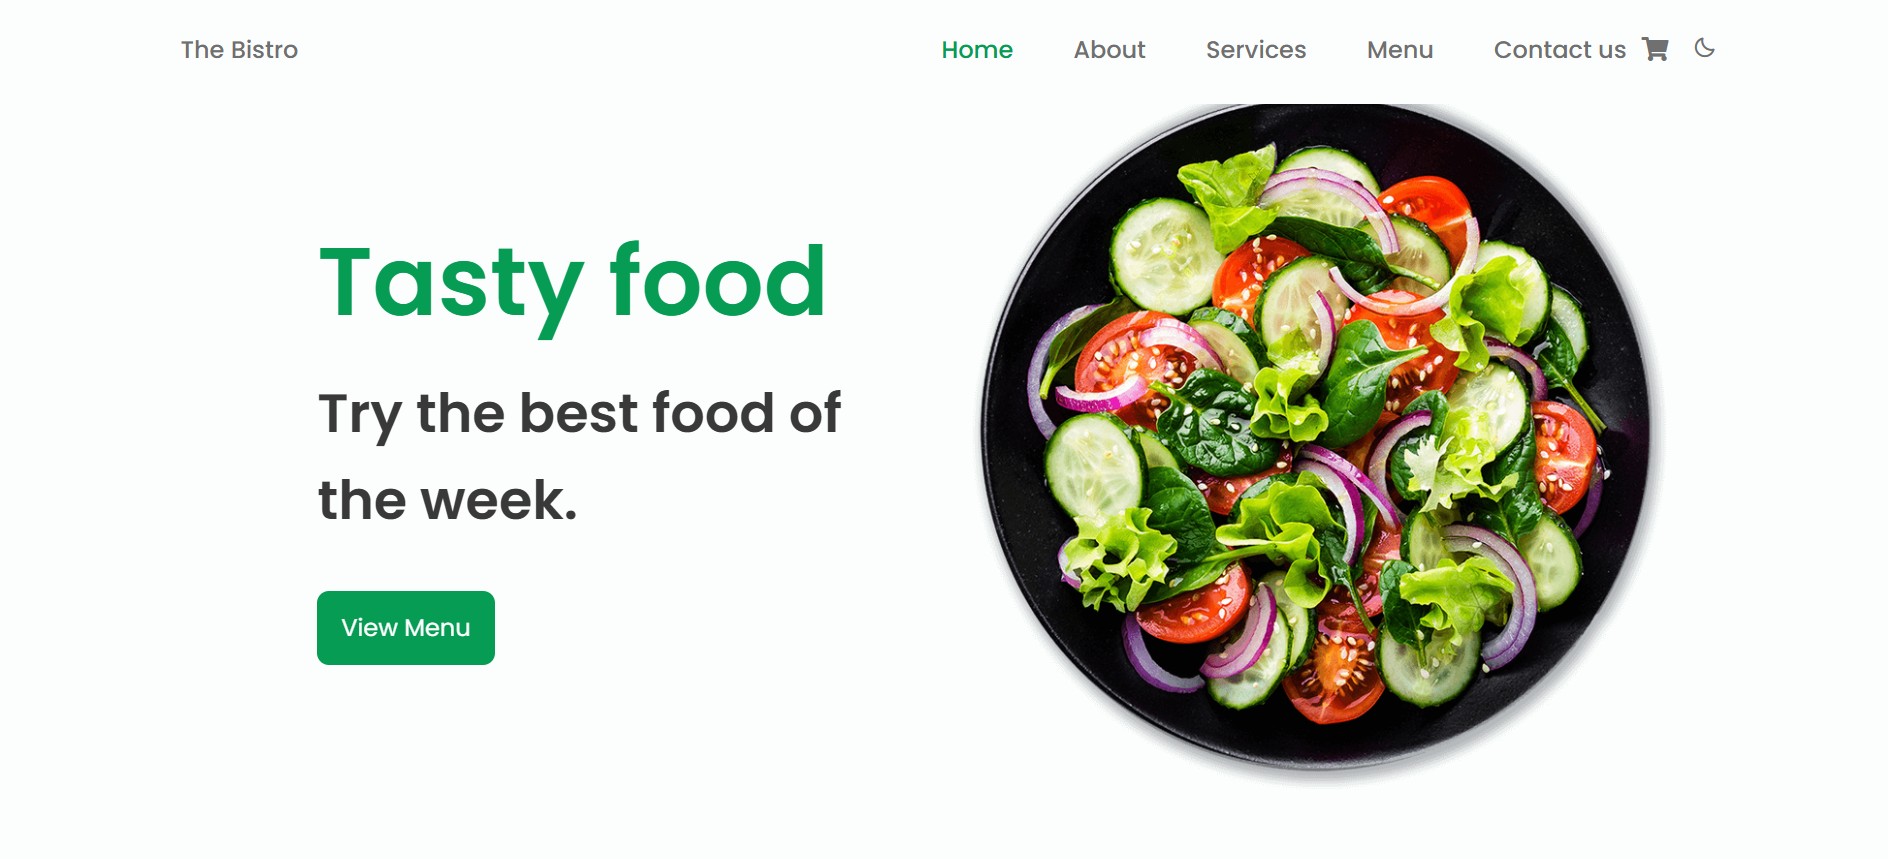 The Bistro
Home About Services Menu Contact us
Tasty food
Try the best food of
the week.
View Menu